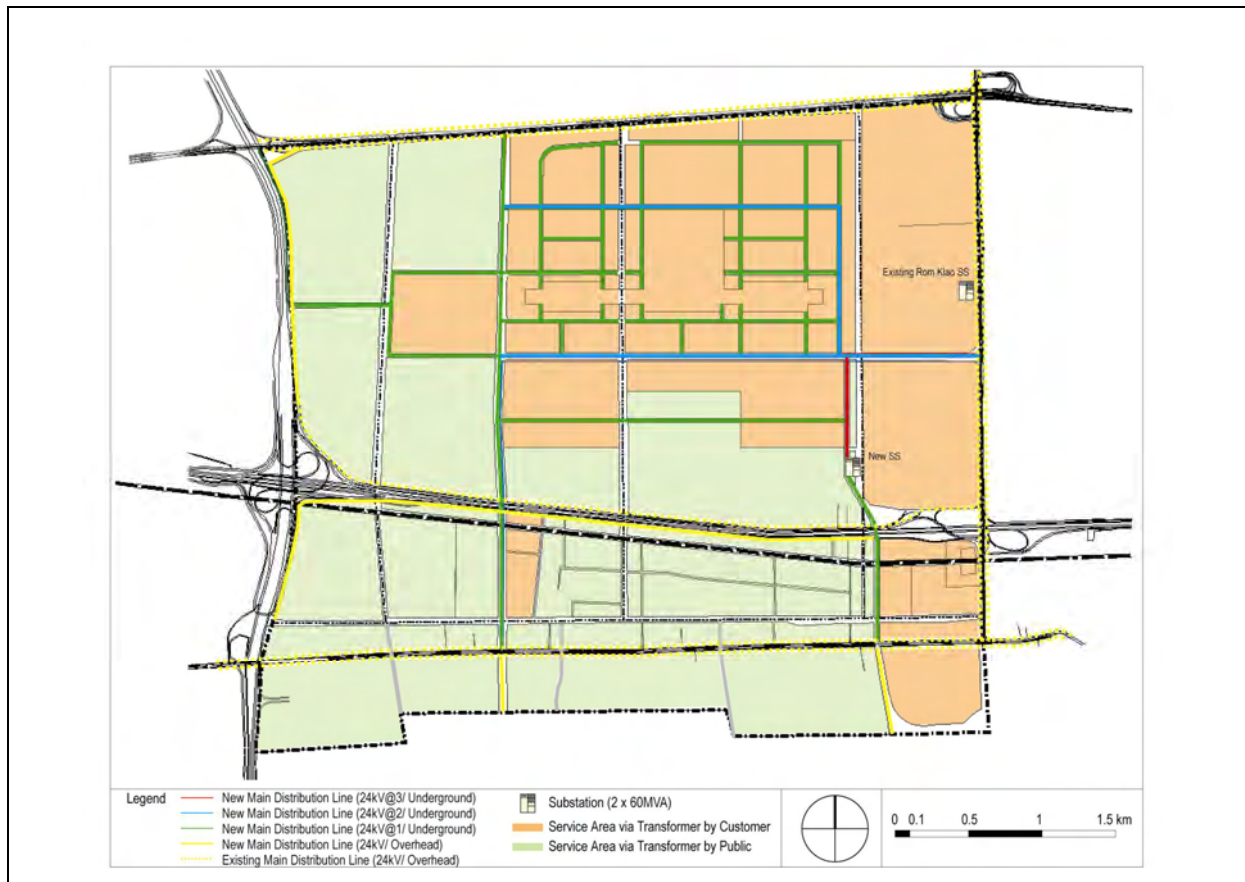 Existing Rom Klao SS
New SS
Legend
New Main Distribution Line (24kV@3/ Underground)
New Main Distribution Line (24kV@2/ Underground)
New Main Distribution Line (24kV@1/ Underground)
New Main Distribution Line (24kV/ Overhead)
Existing Main Distribution Line (24kV/ Overhead)
Substation (2 x 60MVA)
Service Area via Transformer by Customer
Service Area via Transformer by Public
0 0.1 0.5 1 1.5 km